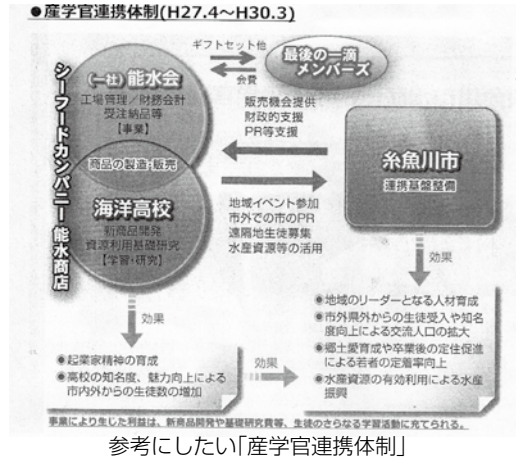 ●産学官連携体制(H27.4〜H30.3)
ギフトセット他
会費
最後の一滴
メンバーズ
シーフードカンパニー 能水商店
(一社)能水会
工場管理／財務会計
受注納品等
【事業】
商品の製造・販売
海洋高校
新商品開発
資源利用基礎研究
【学習・研究】
販売機会提供
財政的支援
PR等支援
地域イベント参加
市外での市のPR
遠隔地生徒募集
水産資源等の活用
糸魚川市
連携基盤整備
効果
効果
●起業家精神の育成
●高校の知名度、魅力向上による
市内外からの生徒数の増加
効果
●地域のリーダーとなる人材育成
●市外県外からの生徒受入や知名
度向上による交流人口の拡大
●郷土愛育成や卒業後の定住促進
による若者の定着率向上
●水産資源の有効利用による水産
振興
事業により生じた利益は、新商品開発や基礎研究費等、生徒のさらなる学習活動に充てられる。
参考にしたい「産学官連携体制」